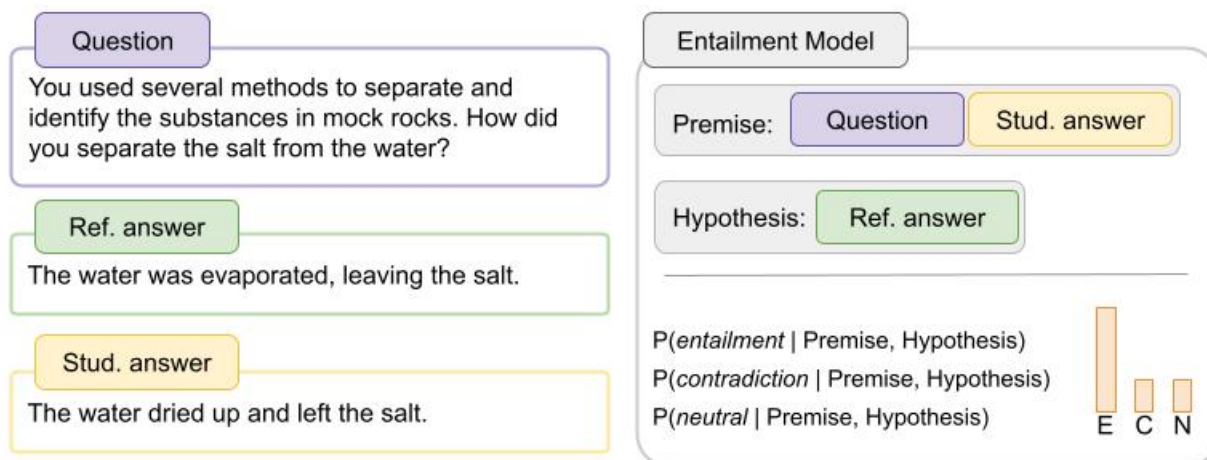 Question
You used several methods to separate and
identify the substances in mock rocks. How did
you separate the salt from the water?
Ref. answer
The water was evaporated, leaving the salt.
Stud. answer
The water dried up and left the salt.
Entailment Model
Premise: Question Stud. answer
Hypothesis: Ref. answer
P(entailment | Premise, Hypothesis)
P(contradiction | Premise, Hypothesis)
P(neutral | Premise, Hypothesis)
E C N